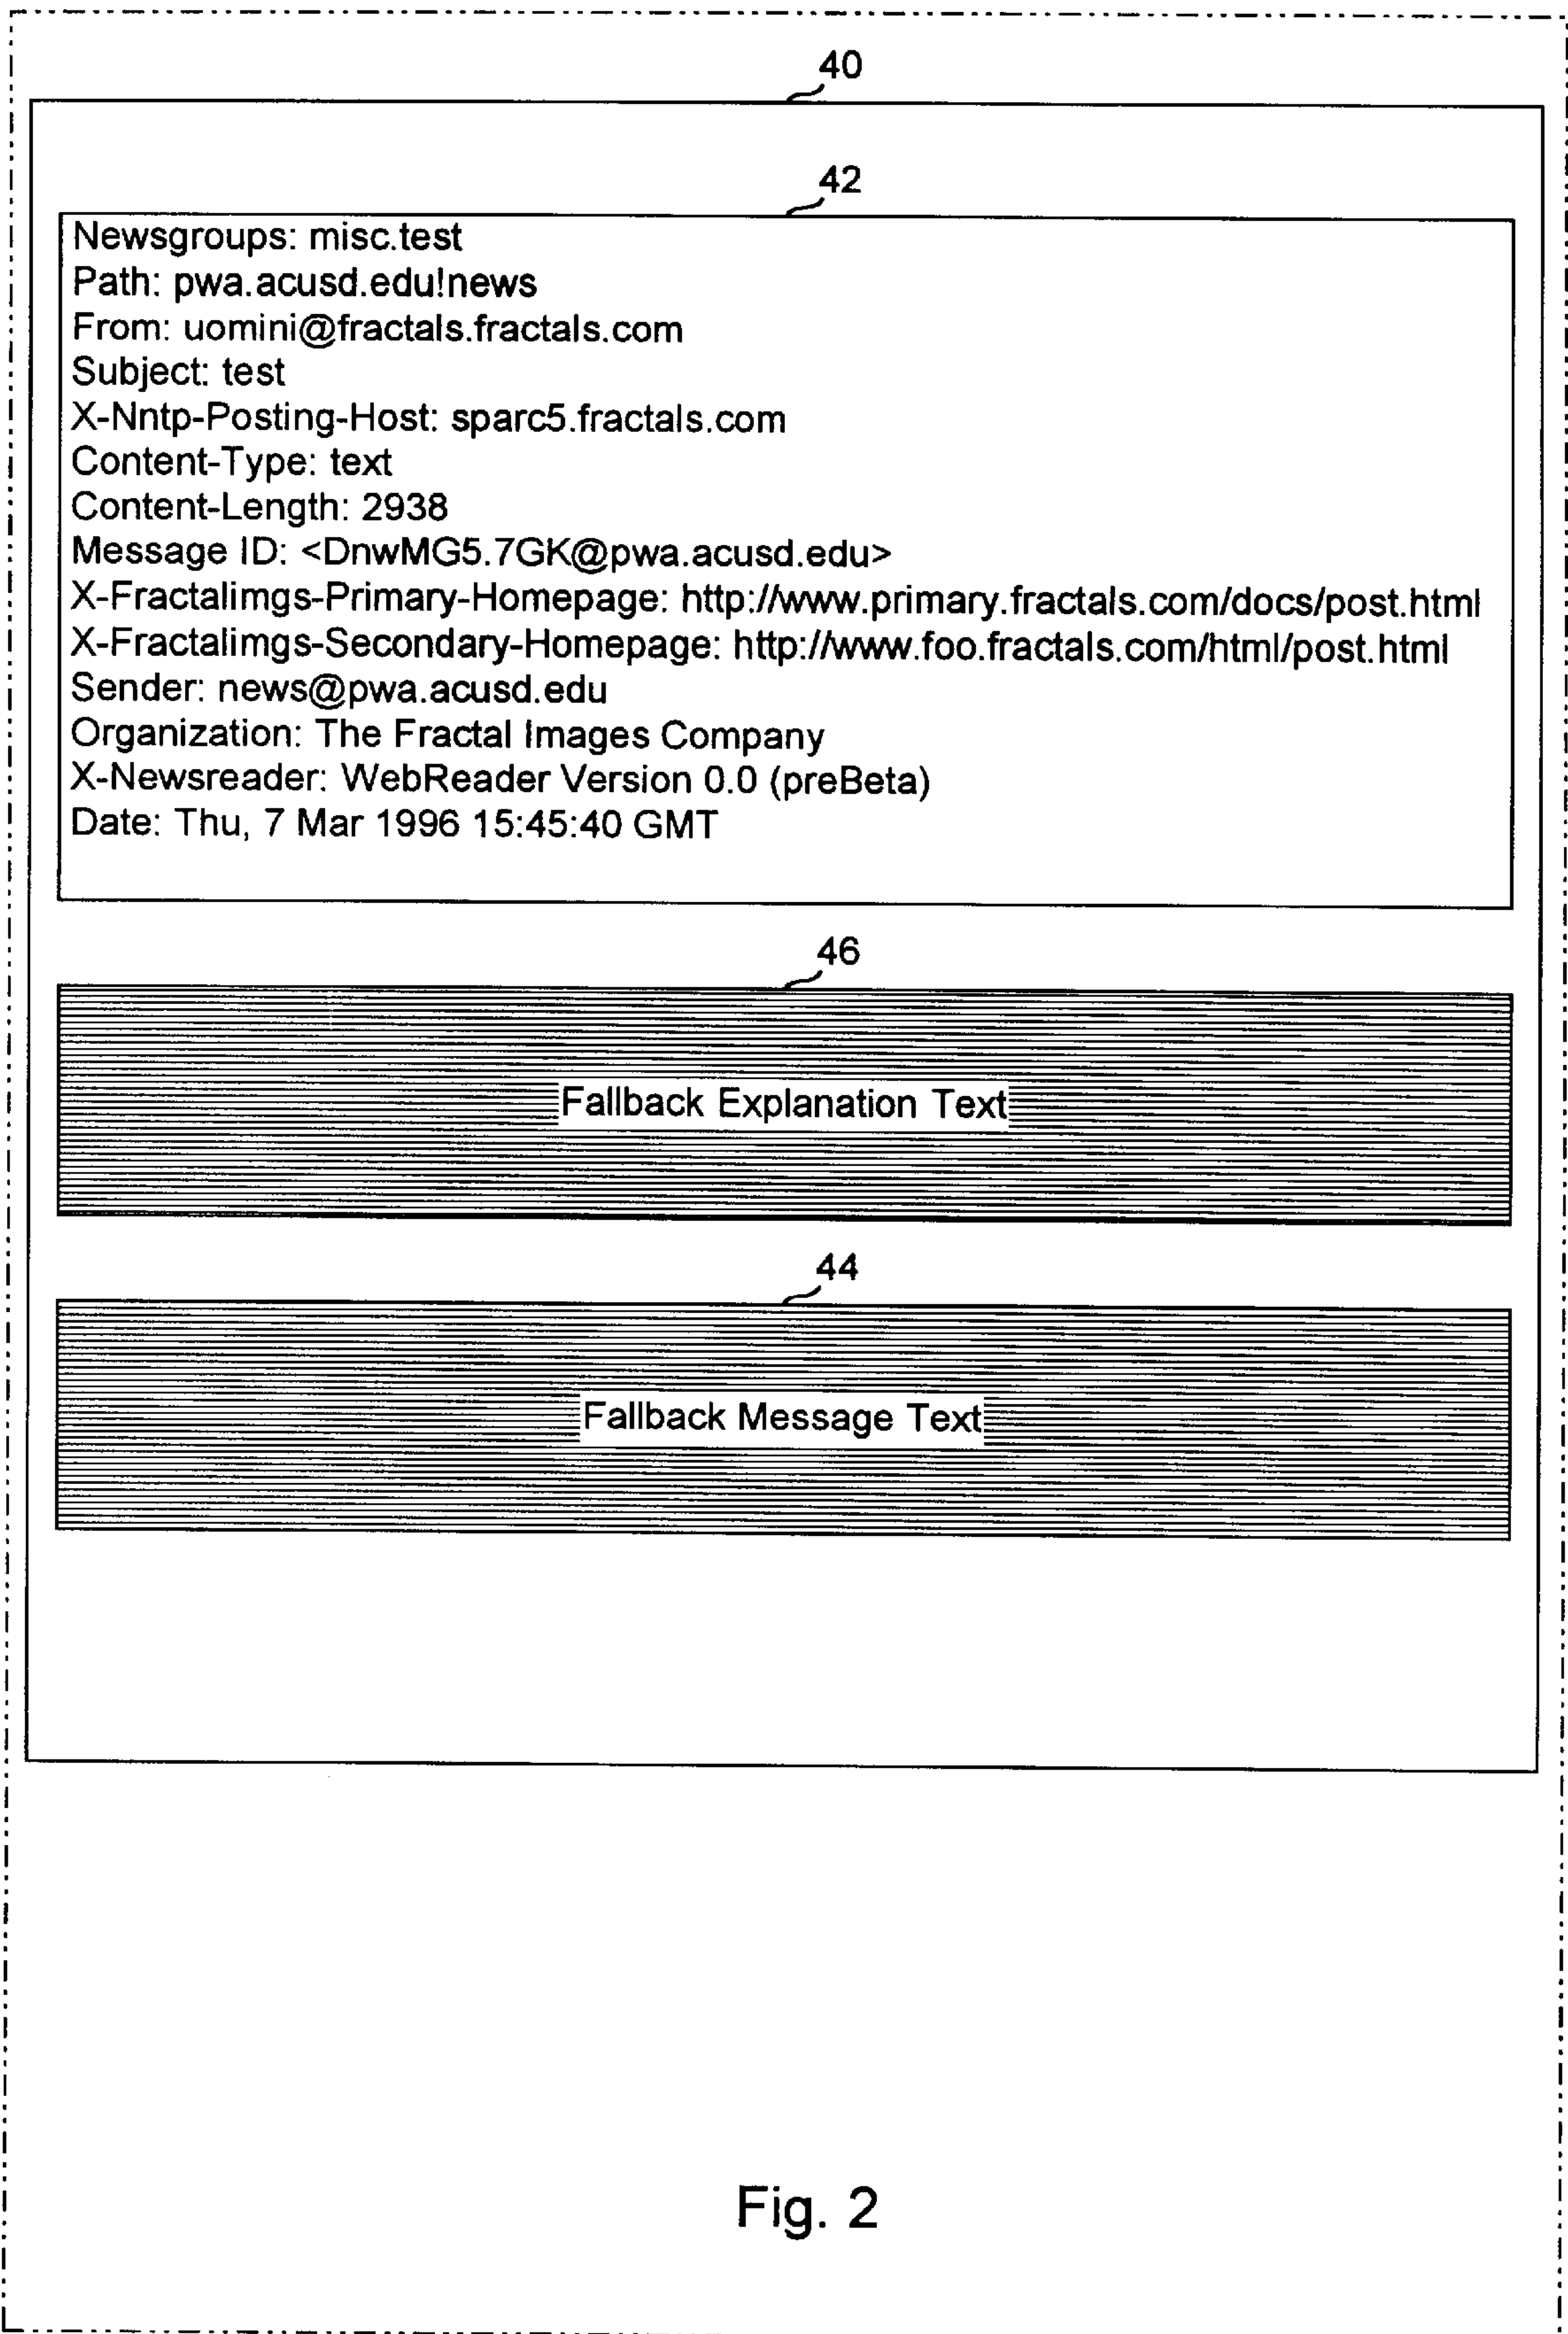 40
42
Newsgroups: misc.test
Path: pwa.acusd.edu!news
From: uomini@fractals.fractals.com
Subject: test
X-Nntp-Posting-Host: sparc5.fractals.com
Content-Type: text
Content-Length: 2938
Message ID: <DnwMG5.7GK@pwa.acusd.edu>
X-Fractalimgs-Primary-Homepage: http://www.primary.fractals.com/docs/post.html
X-Fractalimgs-Secondary-Homepage: http://www.foo.fractals.com/html/post.html
Sender: news@pwa.acusd.edu
Organization: The Fractal Images Company
X-Newsreader: WebReader Version 0.0 (preBeta)
Date: Thu, 7 Mar 1996 15:45:40 GMT
46
Fallback Explanation Text
44
Fallback Message Text
Fig. 2